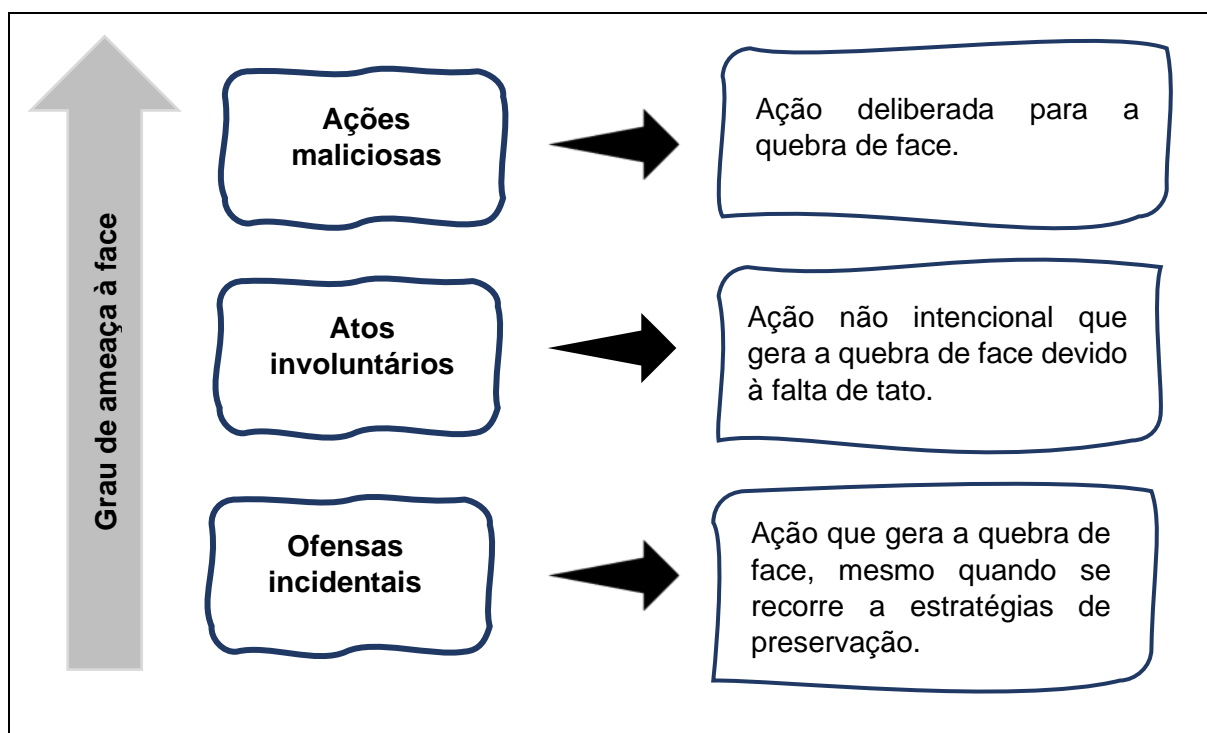 Grau de ameaça à face
Ações
maliciosas
Ação deliberada para a
quebra de face.
Atos
involuntários
Ação não intencional que
gera a quebra de face devido
à falta de tato.
Ofensas
incidentais
Ação que gera a quebra de
face, mesmo quando se
recorre a estratégias de
preservação.